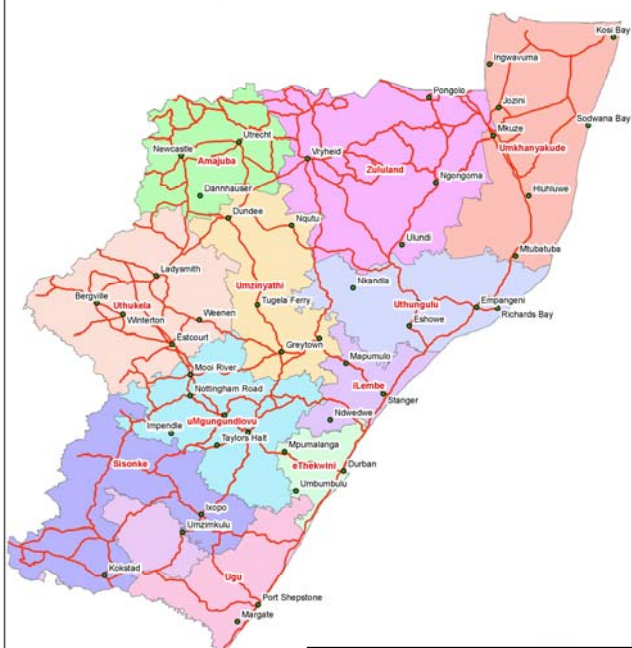 Kosi Bay
Ingwavuma
Pongolo
Jozini
Sodwana Bay
Mkuze
Umkhanyakude
Utrecht
Newcastle
Amajuba
Vryheid
Zululand
Ngongoma
Dannhauser
Hluhluwe
Dundee
Nqutu
Ulundi
Mtubatuba
Ladysmith
Umzinyathi
Nkandla
Bergville
Uthukela
Tugela Ferry
Uthungulu
Empangeni
Richards Bay
Winterton
Weenen
Eshowe
Estcourt
Greytown
Mapumulo
Mooi River
iLembe
Nottingham Road
Stanger
uMgungundlovu
Ndwedwe
Impendle
Taylors Halt
Mpumalanga
Sisonke
eThekwini
Durban
Umbumbulu
Ixopo
Umzimkulu
Kokstad
Ugu
Port Shepstone
Margate